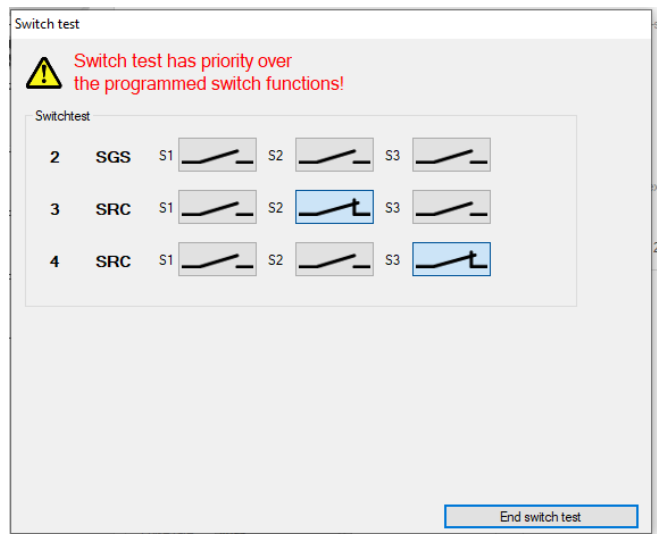 Switch test
Switch test has priority over
the programmed switch functions!
Switchtest
2 SGS S1 S2 S3
3 SRC S1 S2 S3
4 SRC S1 S2 S3
End switch test